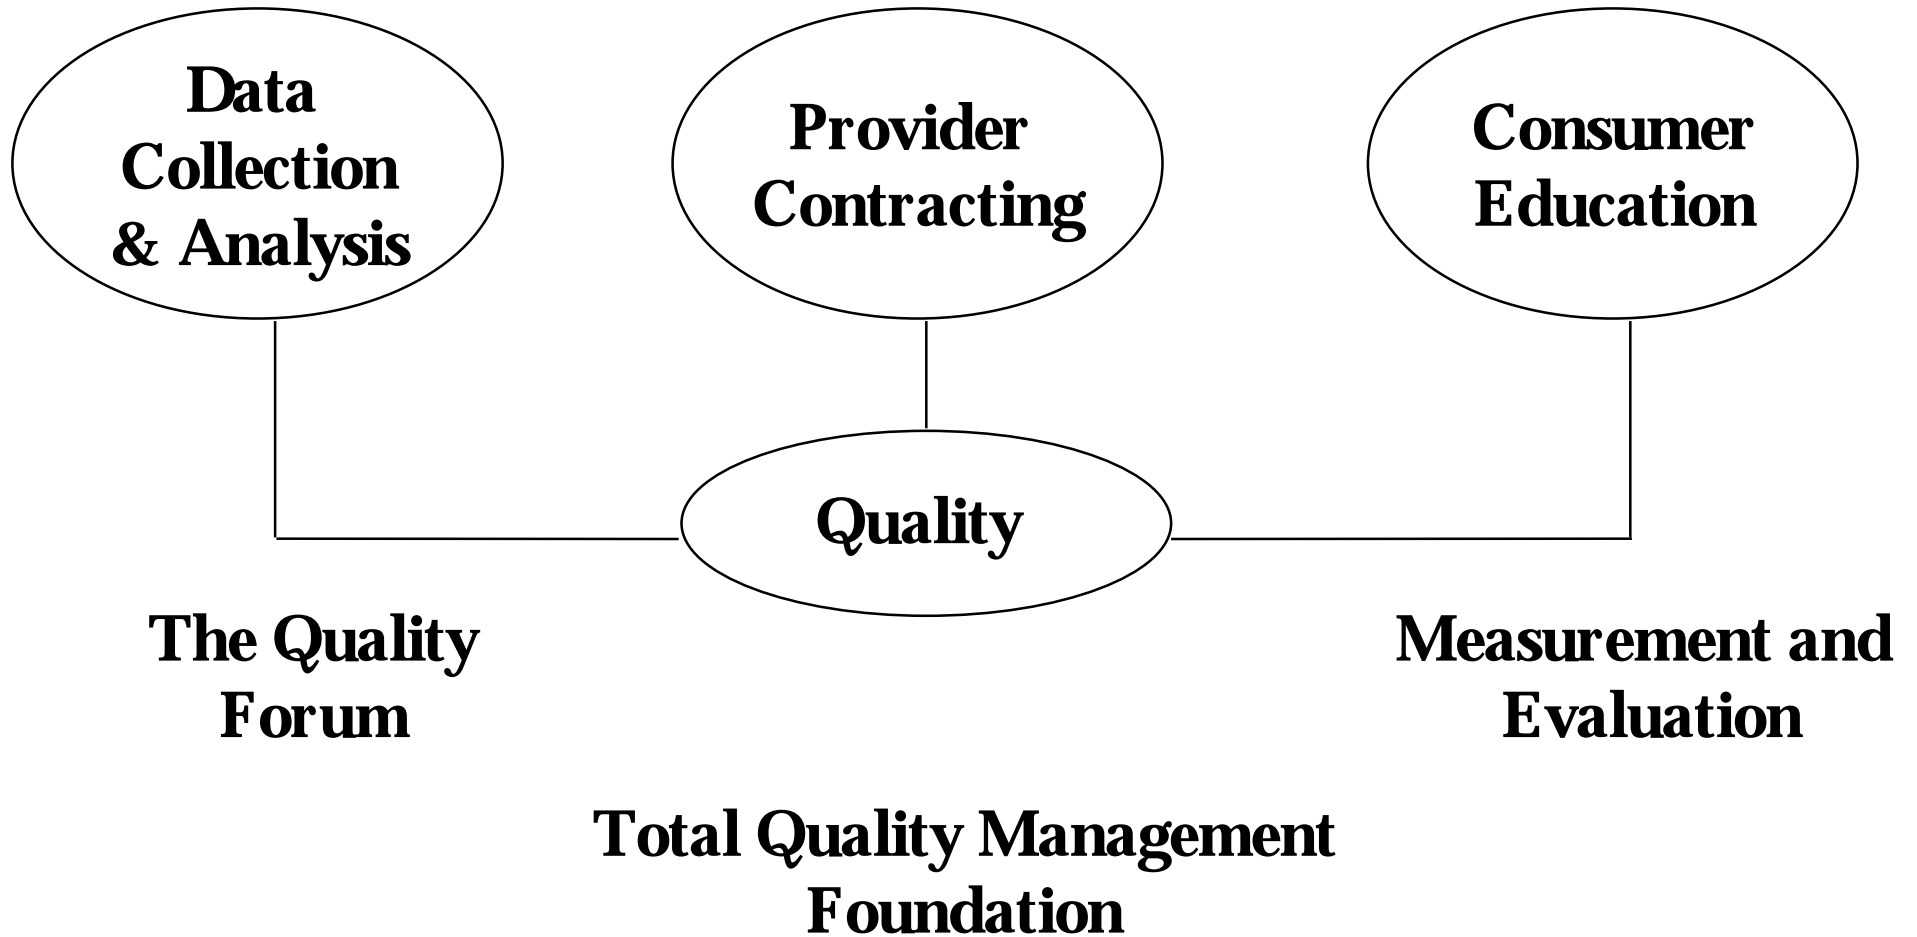 Data
Collection
& Analysis
Provider
Contracting
Consumer
Education
Quality
The Quality
Forum
Measurement and
Evaluation
Total Quality Management
Foundation